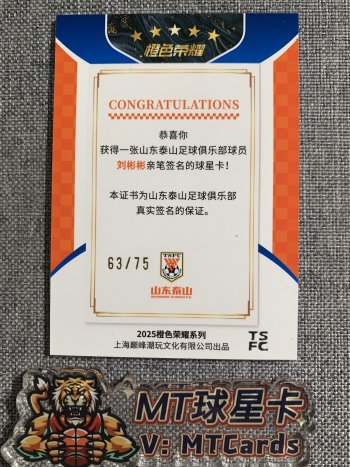 橙色荣耀
CONGRATULATIONS
恭喜你
获得一张山东泰山足球俱乐部球员
刘彬彬亲笔签名的球星卡!
本证书为山东泰山足球俱乐部
真实签名的保证。
63/75
TSFC
山东泰山
2025橙色荣耀系列
上海巅峰潮玩文化有限公司出品
TS
FC
MT球星卡
V: MTCards